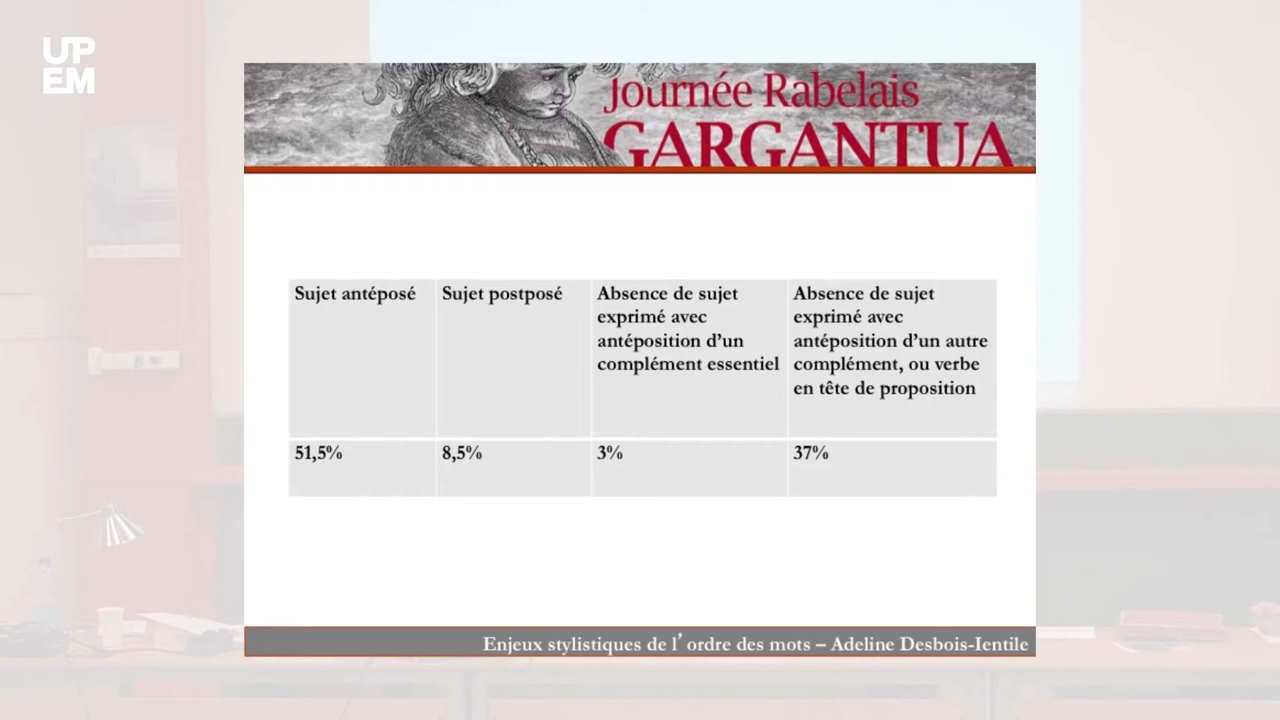 UP
EM
Journée Rabelais
GARGANTUA
Sujet antéposé
Sujet postposé
Absence de sujet
exprimé avec
antéposition d’un
complément essentiel
Absence de sujet
exprimé avec
antéposition d’un autre
complément, ou verbe
en tête de proposition
51,5%
8,5%
3%
37%
Enjeux stylistiques de l’ordre des mots – Adeline Desbois-Ientile